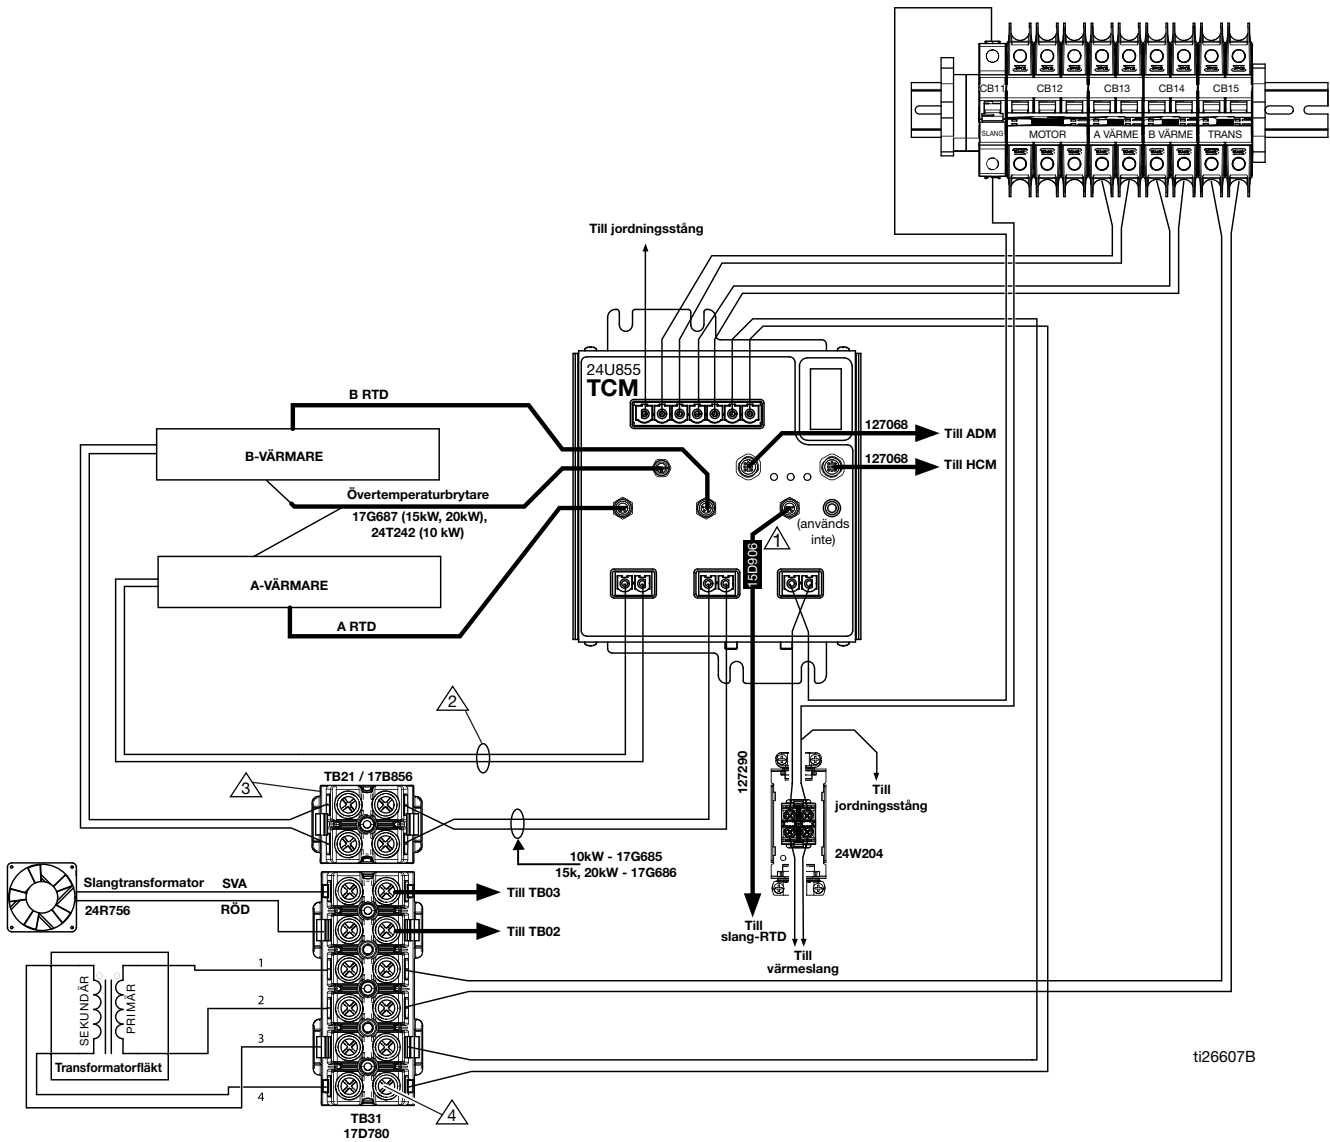 CB11
CB12
CB13
CB14
CB15
SLANG
MOTOR
A VÄRME
B VÄRME
TRANS
Till jordningsstång
24U855
TCM
B RTD
127068
Till ADM
127068
Till HCM
B-VÄRMARE
Övertemperaturbrytare
17G687 (15kW, 20kW),
24T242 (10 kW)
(används
inte)
1
15D906
A-VÄRMARE
A RTD
2
3
TB21 / 17B856
127290
Till
jordningsstång
24W204
10kW - 17G685
15k, 20kW - 17G686
Slangtransformator
SVA
24R756
RÖD
Till TB03
Till TB02
Till
slang-RTD
Till
värmeslang
1
2
3
4
SEKUNDÄR
PRIMÄR
Transformatorfläkt
4
TB31
17D780
ti26607B